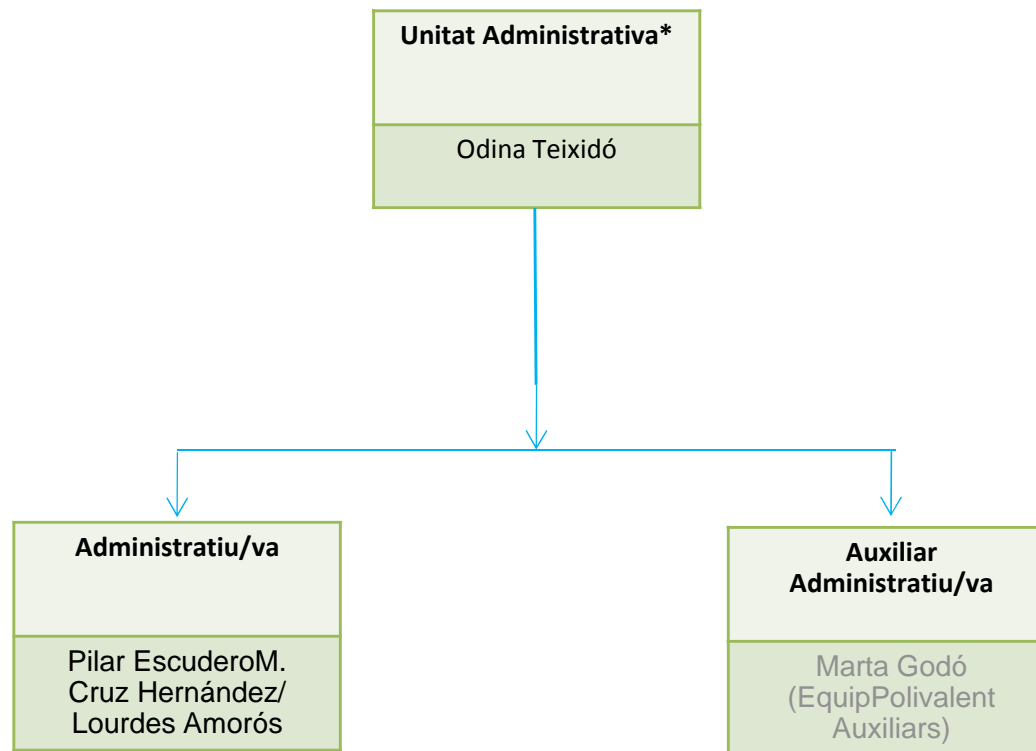 Unitat Administrativa*
Odina Teixidó
Administratiu/va
Pilar EscuderoM.
Cruz Hernández/
Lourdes Amorós
Auxiliar
Administratiu/va
Marta Godó
(EquipPolivalent
Auxiliars)